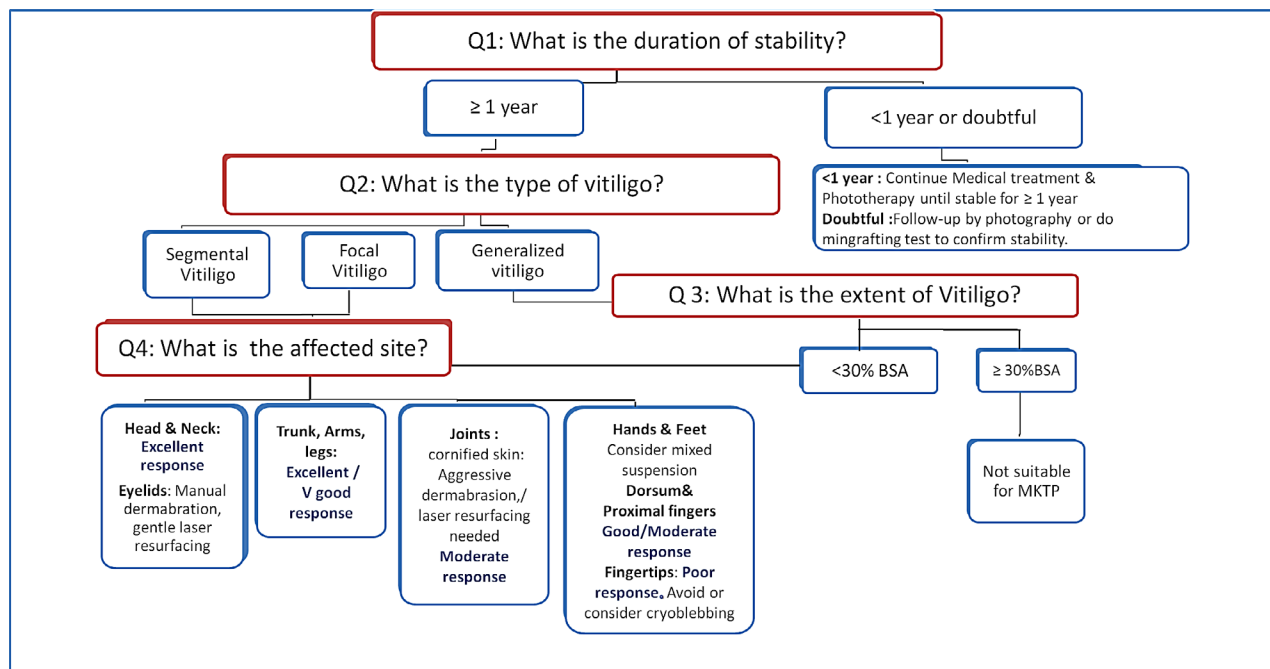 Q1: What is the duration of stability?
≥ 1 year
<1 year or doubtful
<1 year : Continue Medical treatment &
Phototherapy until stable for ≥ 1 year
Doubtful :Follow-up by photography or do
mingrafting test to confirm stability.
Q2: What is the type of vitiligo?
Segmental
Vitiligo
Focal
Vitiligo
Generalized
vitiligo
Q 3: What is the extent of Vitiligo?
Q4: What is the affected site?
<30% BSA
≥ 30%BSA
Head & Neck:
Excellent
response
Eyelids: Manual
dermabration,
gentle laser
resurfacing
Trunk, Arms,
legs:
Excellent /
V good
response
Joints :
cornified skin:
Aggressive
dermabrasion,/
laser resurfacing
needed
Moderate
response
Hands & Feet
Consider mixed
suspension
Dorsum&
Proximal fingers
Good/Moderate
response
Fingertips: Poor
response. Avoid or
consider cryoblebbing
Not suitable
for MKTP